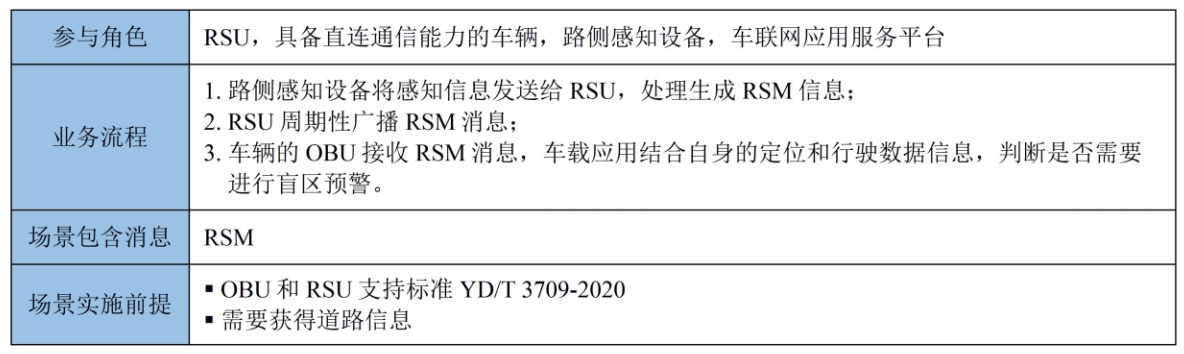 参与角色
RSU，具备直连通信能力的车辆，路侧感知设备，车联网应用服务平台
业务流程
1. 路侧感知设备将感知信息发送给 RSU，处理生成 RSM 信息；
2. RSU 周期性广播 RSM 消息；
3. 车辆的 OBU 接收 RSM 消息，车载应用结合自身的定位和行驶数据信息，判断是否需要
进行盲区预警。
场景包含消息
RSM
场景实施前提
▪ OBU 和 RSU 支持标准 YD/T 3709-2020
▪ 需要获得道路信息